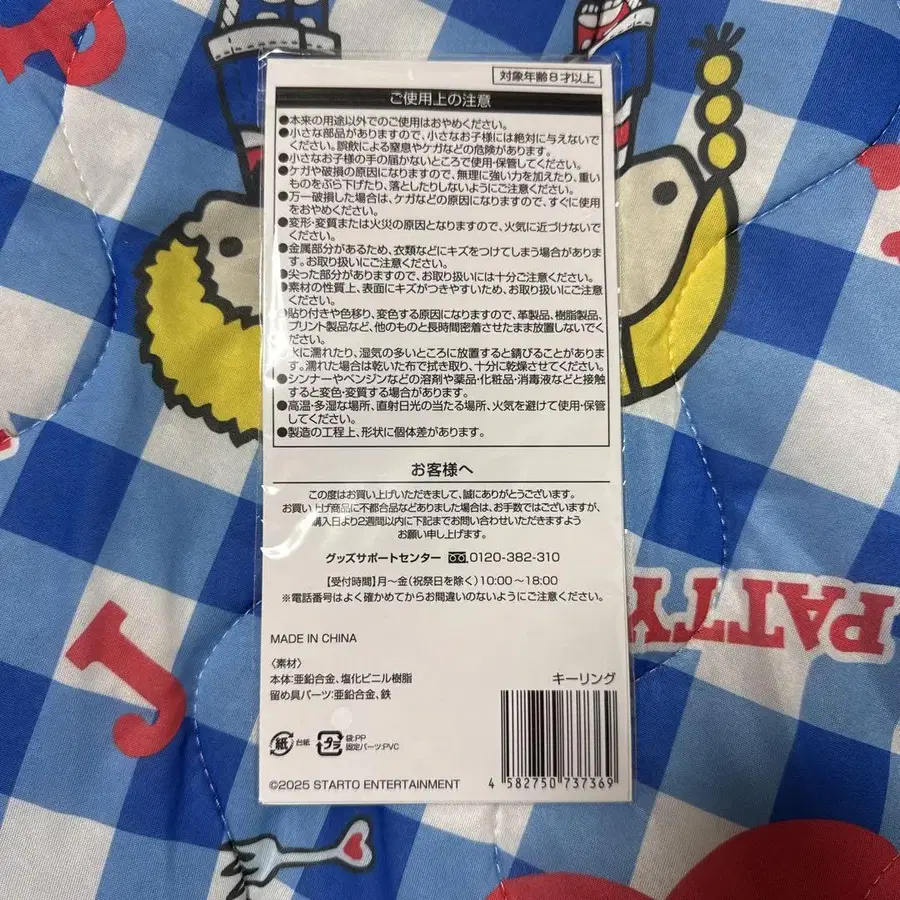 対象年齢8才以上
ご使用上の注意
●本来の用途以外でのご使用はおやめください。
●小さな部品がありますので、小さなお子様には絶対に与えないで
ください。誤飲による窒息やケガなどの危険があります。
●小さなお子様の手の届かないところで使用・保管してください。
●ケガや破損の原因になりますので、無理に強い力を加えたり、重い
ものをぶら下げたり、落としたりしないようにご注意ください。
●万一破損した場合は、ケガなどの原因になりますので、すぐに使用
をおやめください。
●変形・変質または火災の原因となりますので、火気に近づけないで
ください。
●金属部分があるため、衣類などにキズをつけてしまう場合がありま
す。お取り扱いにご注意ください。
●尖った部分がありますので、お取り扱いには十分ご注意ください。
●素材の性質上、表面にキズがつきやすいため、お取り扱いにご注意
ください。
●貼り付きや色移り、変色する原因になりますので、革製品、樹脂製品、
プリント製品など、他のものと長時間密着させたまま放置しないでく
ださい。
●水に濡れたり、湿気の多いところに放置すると錆びることがありま
す。濡れた場合は乾いた布で拭き取り、十分に乾燥させてください。
●シンナーやベンジンなどの溶剤や薬品・化粧品・消毒液などと接触
すると変色・変質する場合があります。
●高温・多湿な場所、直射日光の当たる場所、火気を避けて使用・保管
してください。
●製造の工程上、形状に個体差があります。
お客様へ
この度はお買い上げいただきまして、誠にありがとうございます。
お買い上げ商品に不都合品などありました場合は、お手数ではございますが、
購入日より2週間以内に下記までお問い合わせいただきますよう
お願い申し上げます。
グッズサポートセンター 0120-382-310
【受付時間】月～金(祝祭日を除く)10:00～18:00
※電話番号はよく確かめてからお間違いのないようにご注意ください。
MADE IN CHINA
〈素材〉
本体:亜鉛合金、塩化ビニル樹脂
留め具パーツ:亜鉛合金、鉄
キーリング
紙 台紙
プラ 袋:PP
固定パーツ:PVC
©2025 STARTO ENTERTAINMENT
4 582750 737369
PATTY
J